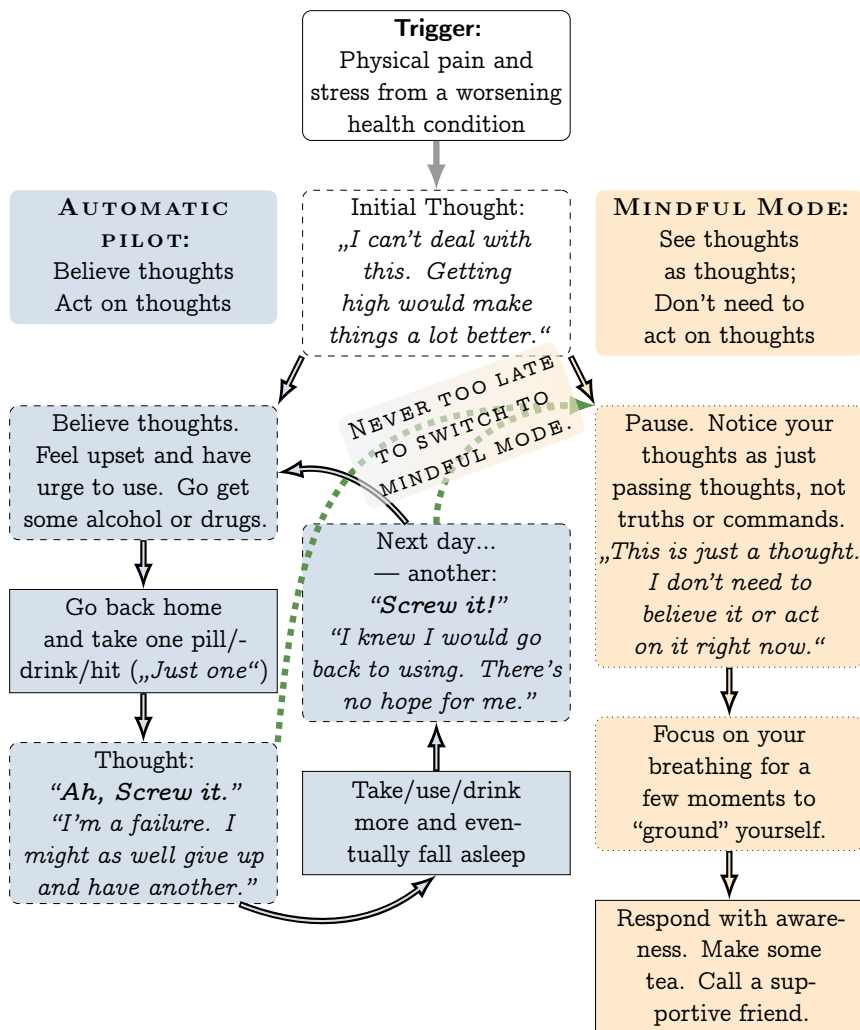 Trigger:
Physical pain and
stress from a worsening
health condition
AUTOMATIC
PILOT:
Believe thoughts
Act on thoughts
Initial Thought:
„I can't deal with
this. Getting
high would make
things a lot better.“
MINDFUL MODE:
See thoughts
as thoughts;
Don't need to
act on thoughts
NEVER TOO LATE
TO SWITCH TO
MINDFUL MODE.
Believe thoughts.
Feel upset and have
urge to use. Go get
some alcohol or drugs.
Go back home
and take one pill/-
drink/hit („Just one“)
Thought:
“Ah, Screw it.”
“I'm a failure. I
might as well give up
and have another.”
Take/use/drink
more and even-
tually fall asleep
Next day...
— another:
“Screw it!”
“I knew I would go
back to using. There's
no hope for me.”
Pause. Notice your
thoughts as just
passing thoughts, not
truths or commands.
„This is just a thought.
I don't need to
believe it or act
on it right now.“
Focus on your
breathing for a
few moments to
“ground” yourself.
Respond with aware-
ness. Make some
tea. Call a sup-
portive friend.